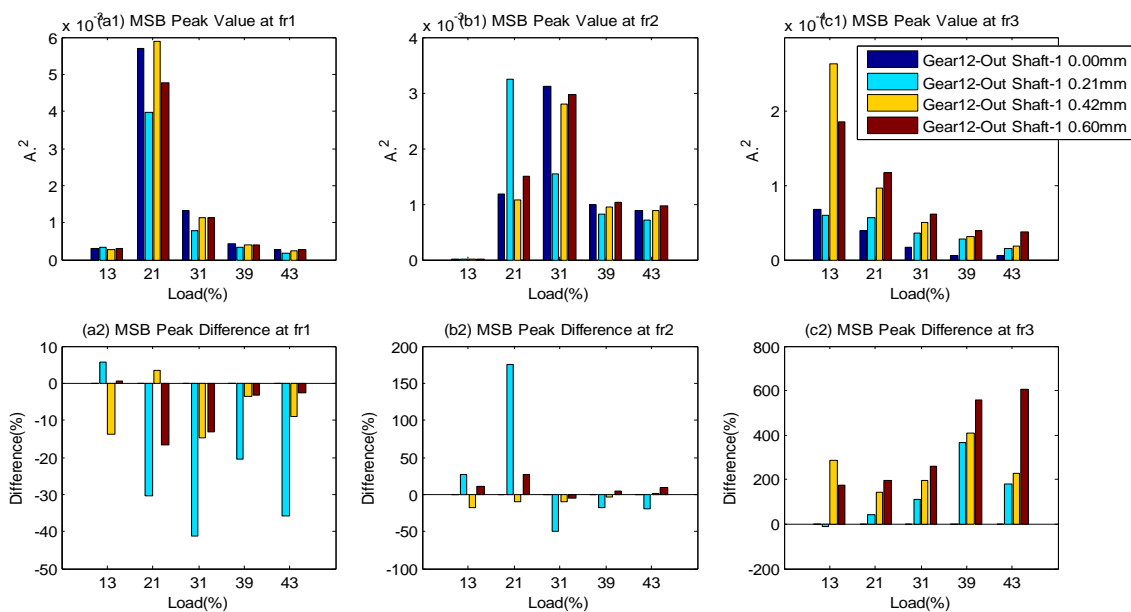 x 10-3
(a1) MSB Peak Value at fr1
6
5
4
3
2
1
0
A.2
13 21 31 39 43
Load(%)
x 10-3
(b1) MSB Peak Value at fr2
4
3
2
1
0
A.2
13 21 31 39 43
Load(%)
x 10-4
(c1) MSB Peak Value at fr3
2
1
0
A.2
13 21 31 39 43
Load(%)
Gear12-Out Shaft-1 0.00mm
Gear12-Out Shaft-1 0.21mm
Gear12-Out Shaft-1 0.42mm
Gear12-Out Shaft-1 0.60mm
(a2) MSB Peak Difference at fr1
10
0
-10
-20
-30
-40
-50
Difference(%)
13 21 31 39 43
Load(%)
(b2) MSB Peak Difference at fr2
200
150
100
50
0
-50
-100
Difference(%)
13 21 31 39 43
Load(%)
(c2) MSB Peak Difference at fr3
800
600
400
200
0
-200
Difference(%)
13 21 31 39 43
Load(%)